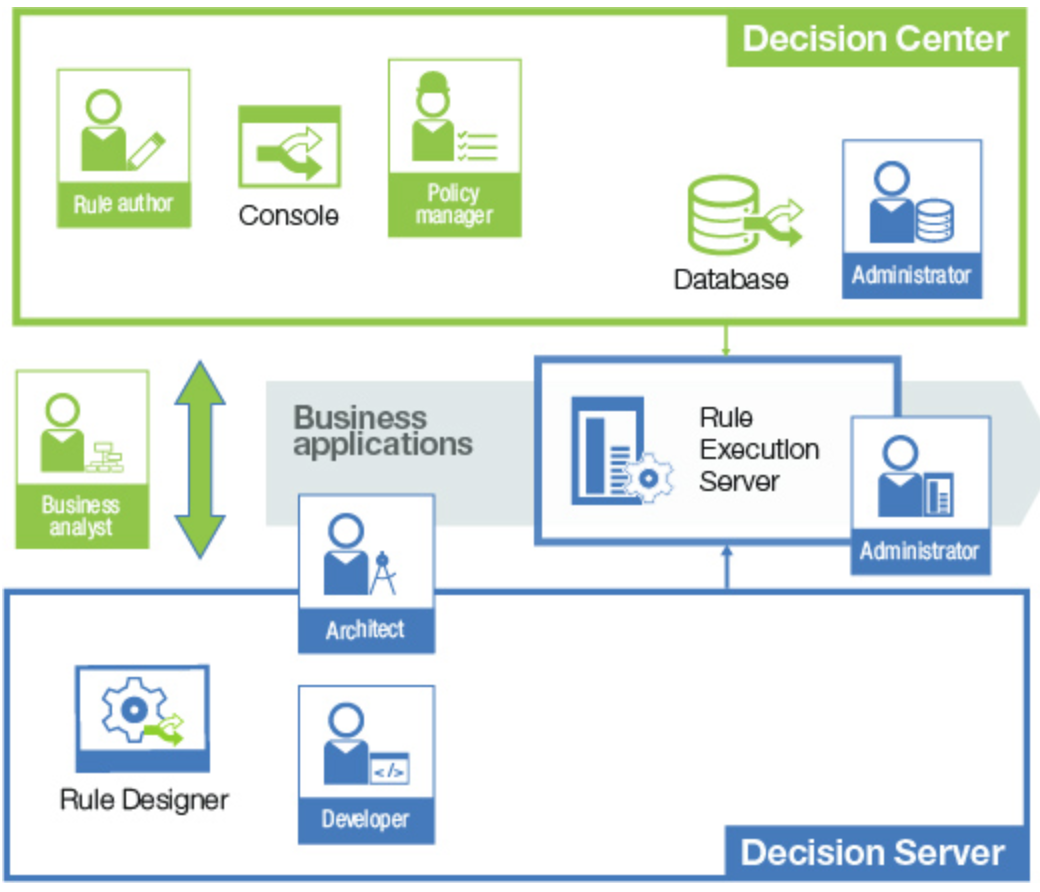 Decision Center
Rule author
Console
Policy
manager
Database
Administrator
Business
analyst
Business
applications
Rule
Execution
Server
Administrator
Architect
Rule Designer
</>
Developer
Decision Server